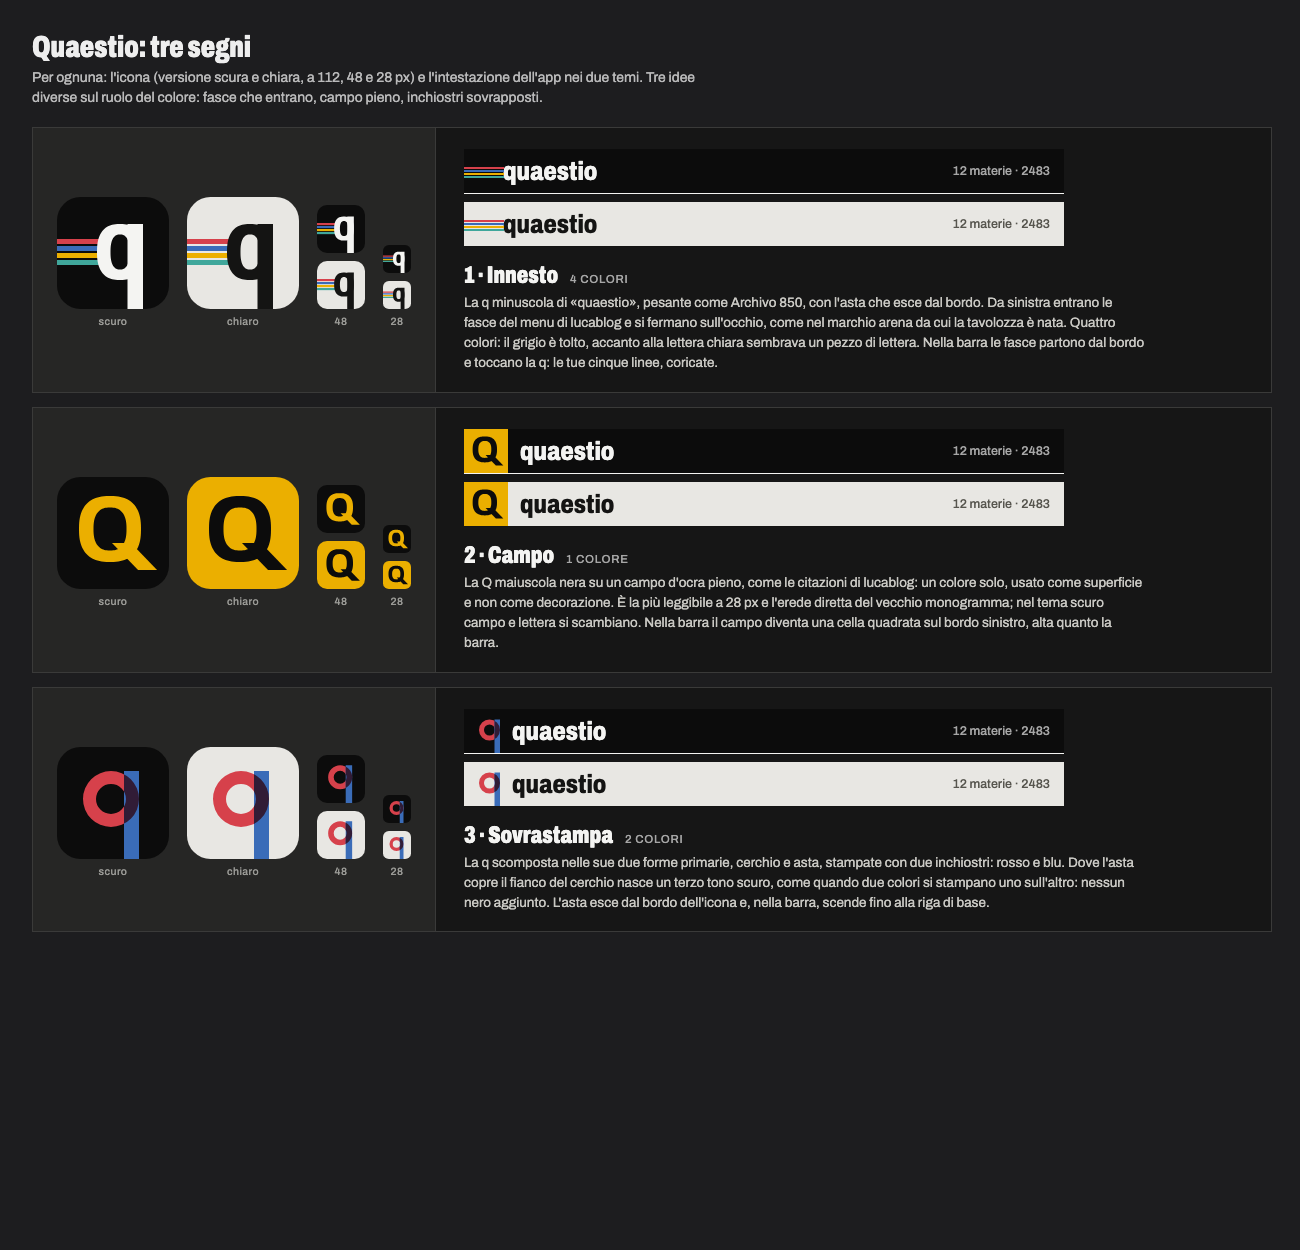 Quaestio: tre segni
Per ognuna: l'icona (versione scura e chiara, a 112, 48 e 28 px) e l'intestazione dell'app nei due temi. Tre idee
diverse sul ruolo del colore: fasce che entrano, campo pieno, inchiostri sovrapposti.
q
q
q
q
q
q
scuro
chiaro
48
28
quaestio
12 materie · 2483
quaestio
12 materie · 2483
1 · Innesto 4 COLORI
La q minuscola di «quaestio», pesante come Archivo 850, con l'asta che esce dal bordo. Da sinistra entrano le
fasce del menu di lucablog e si fermano sull'occhio, come nel marchio arena da cui la tavolozza è nata. Quattro
colori: il grigio è tolto, accanto alla lettera chiara sembrava un pezzo di lettera. Nella barra le fasce partono dal bordo
e toccano la q: le tue cinque linee, coricate.
Q
Q
Q
Q
Q
Q
scuro
chiaro
48
28
Q quaestio
12 materie · 2483
Q quaestio
12 materie · 2483
2 · Campo 1 COLORE
La Q maiuscola nera su un campo d'ocra pieno, come le citazioni di lucablog: un colore solo, usato come superficie
e non come decorazione. È la più leggibile a 28 px e l'erede diretta del vecchio monogramma; nel tema scuro
campo e lettera si scambiano. Nella barra il campo diventa una cella quadrata sul bordo sinistro, alta quanto la
barra.
q
q
q
q
q
q
scuro
chiaro
48
28
q quaestio
12 materie · 2483
q quaestio
12 materie · 2483
3 · Sovrastampa 2 COLORI
La q scomposta nelle sue due forme primarie, cerchio e asta, stampate con due inchiostri: rosso e blu. Dove l'asta
copre il fianco del cerchio nasce un terzo tono scuro, come quando due colori si stampano uno sull'altro: nessun
nero aggiunto. L'asta esce dal bordo dell'icona e, nella barra, scende fino alla riga di base.